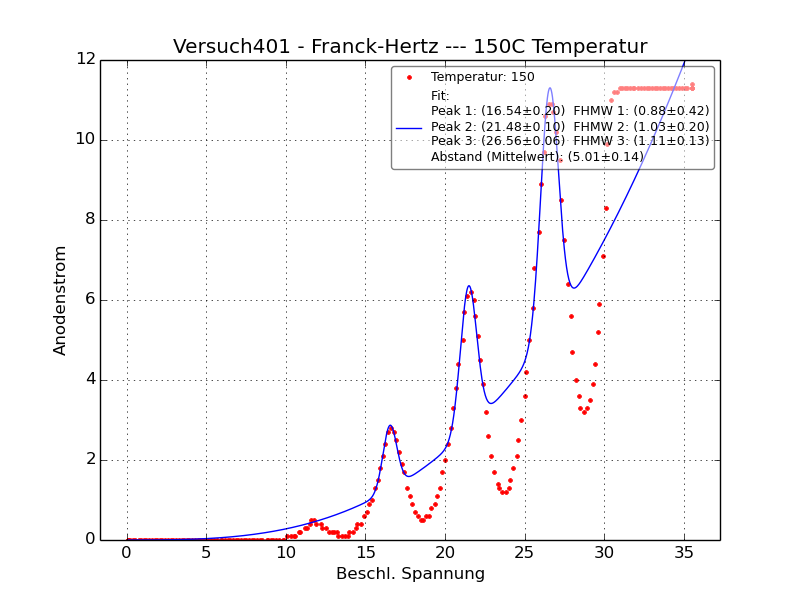 Versuch401 - Franck-Hertz --- 150C Temperatur
Temperatur: 150
Fit:
Peak 1: (16.54±0.20)  FHMW 1: (0.88±0.42)
Peak 2: (21.48±0.10)  FHMW 2: (1.03±0.20)
Peak 3: (26.56±0.06)  FHMW 3: (1.11±0.13)
Abstand (Mittelwert): (5.01±0.14)
12
10
8
6
4
2
0
Anodenstrom
0 5 10 15 20 25 30 35
Beschl. Spannung